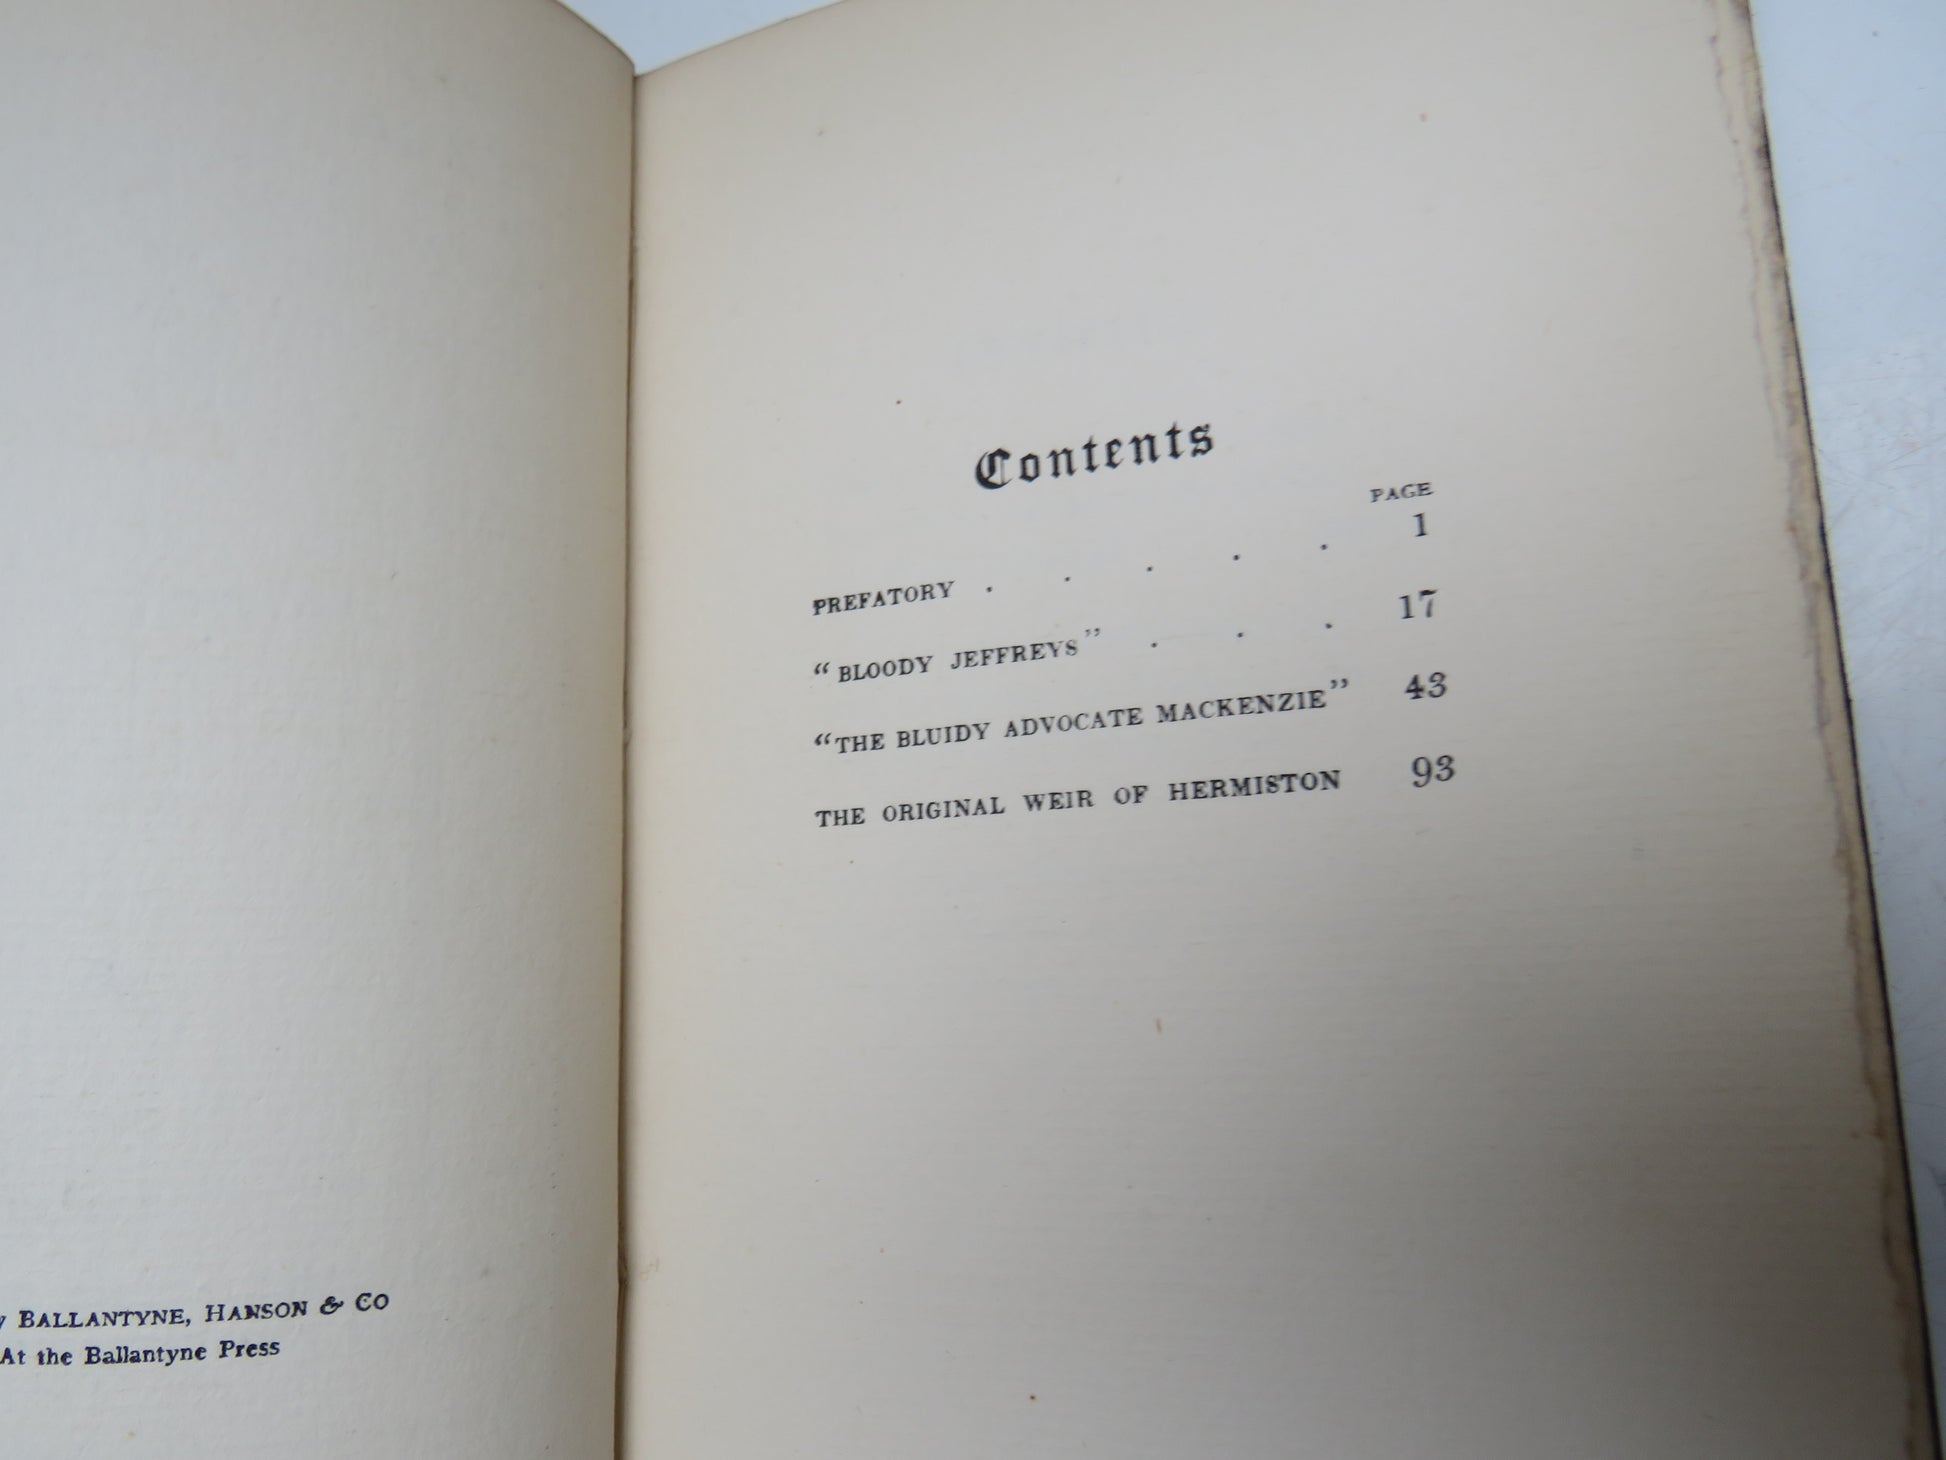 BALLANTYNE, HANSON & CO
At the Ballantyne Press
Contents
PAGE
PREFATORY . . . . . 1
“BLOODY JEFFREYS” . . . 17
“THE BLUIDY ADVOCATE MACKENZIE” 43
THE ORIGINAL WEIR OF HERMISTON 93